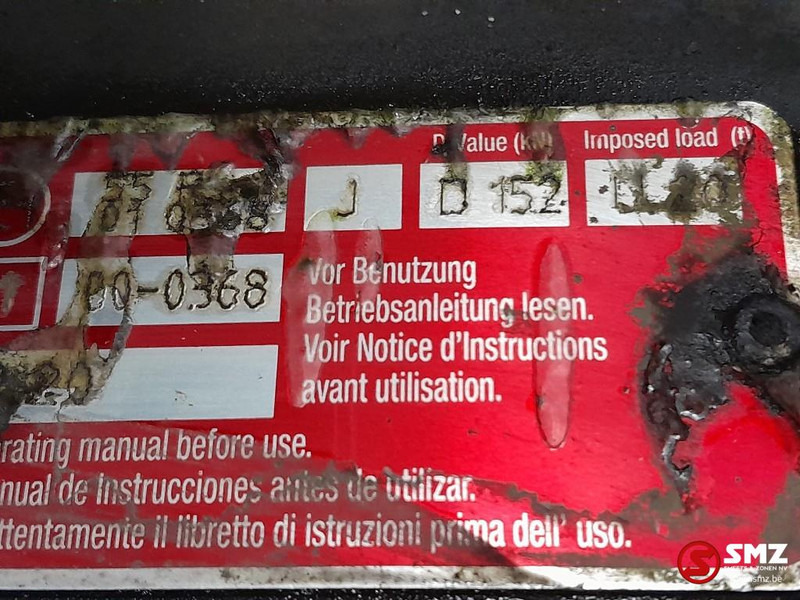 D-Value (kN) Imposed load (t)
J D 152
00-0368
Vor Benutzung
Betriebsanleitung lesen.
Voir Notice d'Instructions
avant utilisation.
rating manual before use.
nual de Instrucciones antes de utilizar.
ttentamente il libretto di istruzioni prima dell' uso.
SMZ
smz.be